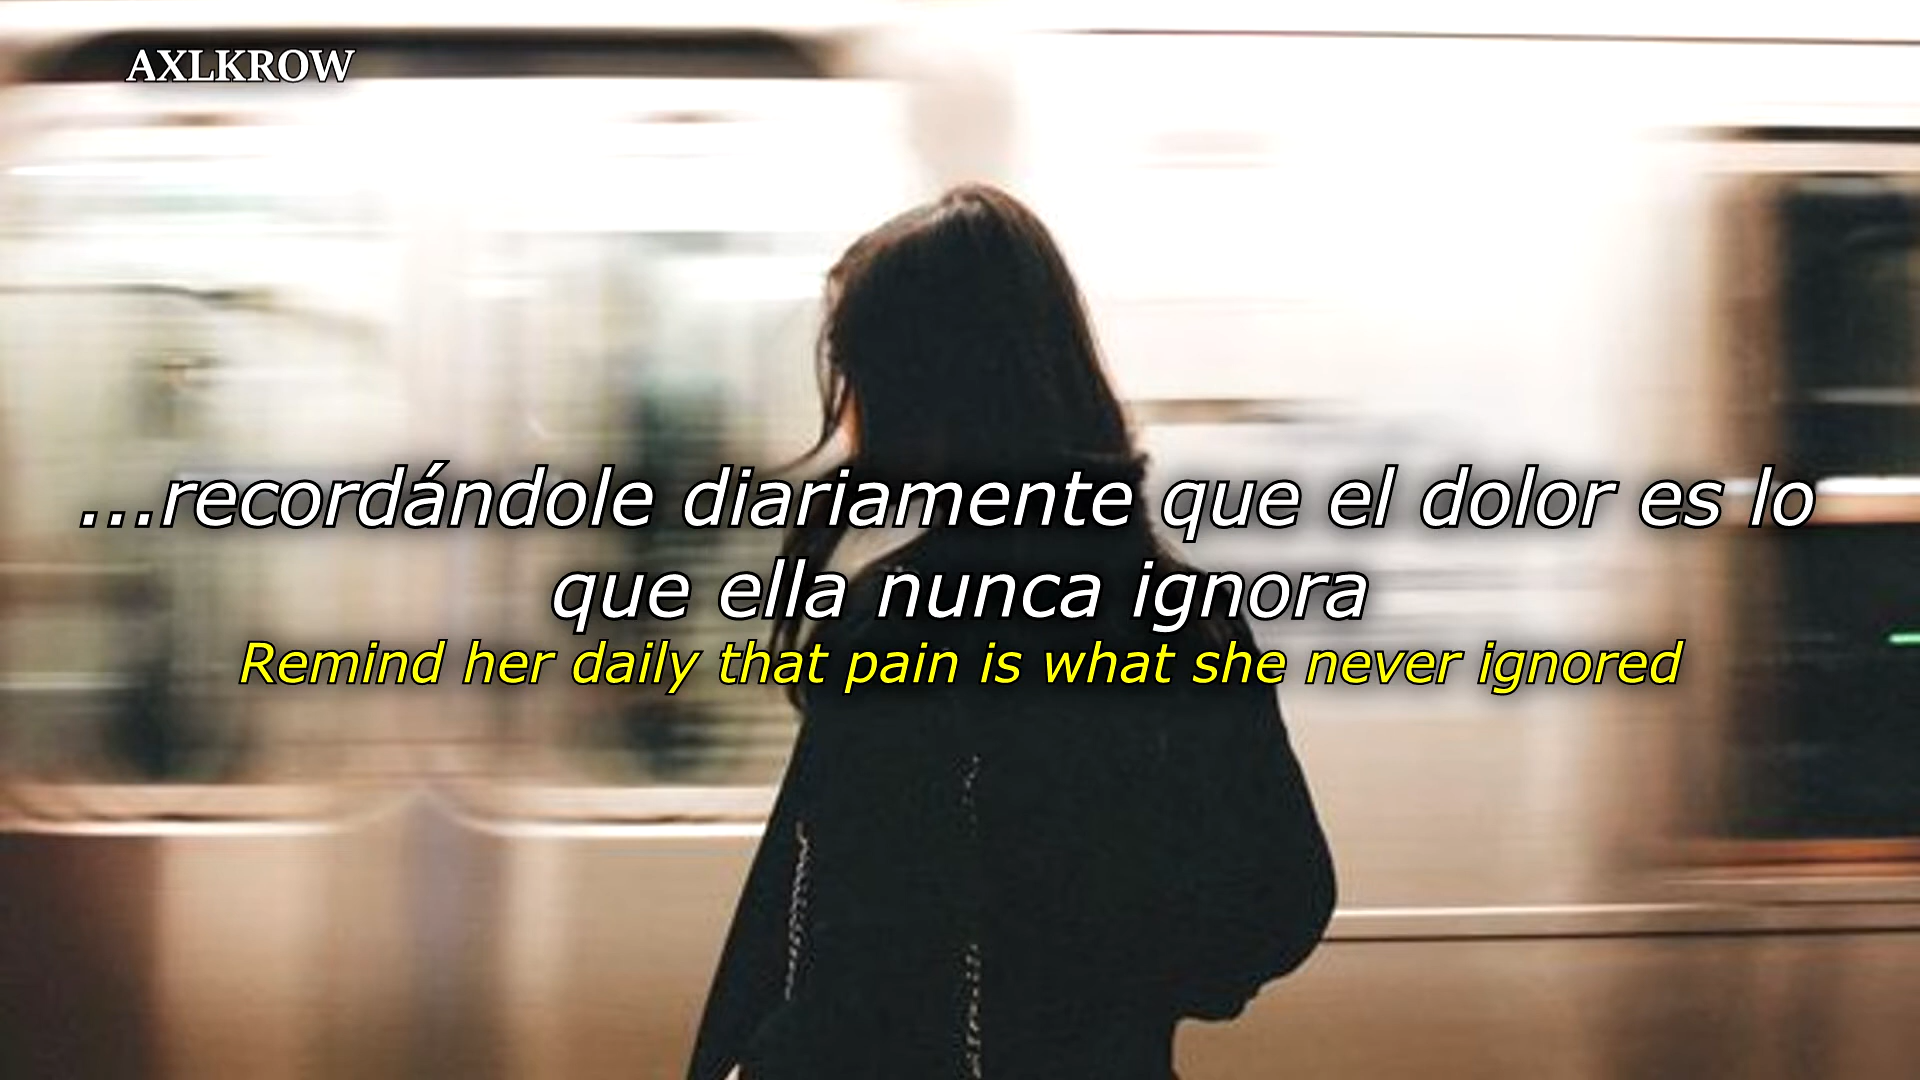 AXLKROW
...recordándole diariamente que el dolor es lo
que ella nunca ignora
Remind her daily that pain is what she never ignored